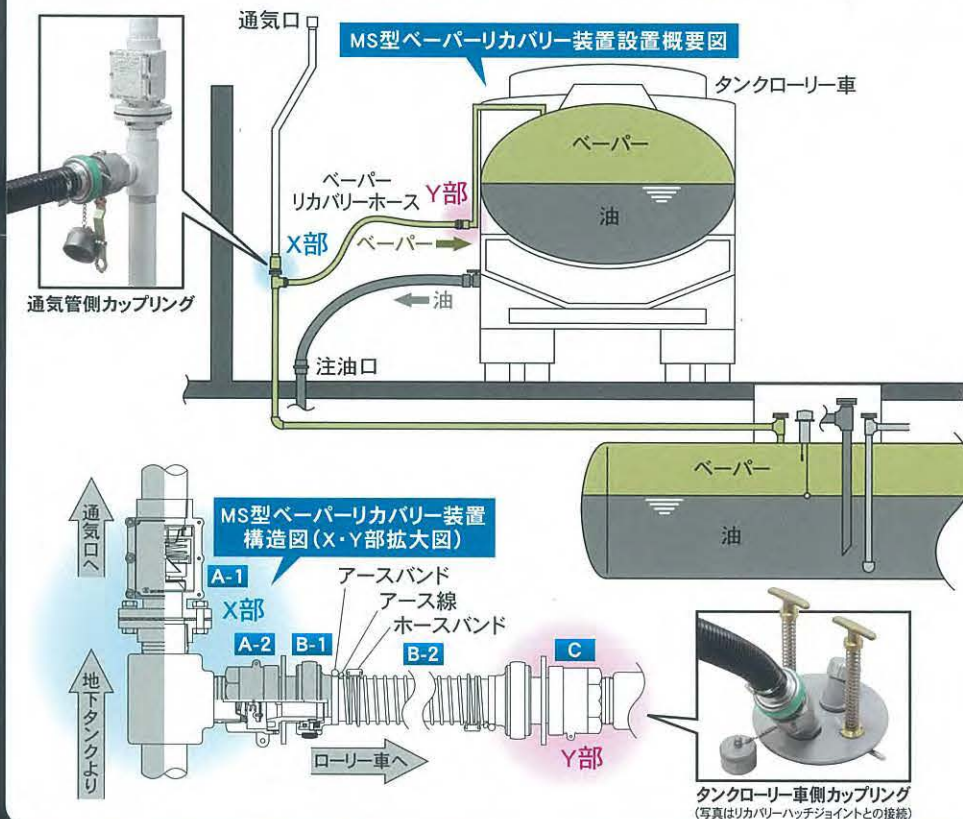 通気口
MS型ベーパーリカバリー装置設置概要図
タンクローリー車
ベーパー
油
ベーパー
リカバリーホース
Y部
X部
ベーパー
通気管側カップリング
油
注油口
ベーパー
油
通気口へ
MS型ベーパーリカバリー装置
構造図(X・Y部拡大図)
A-1
X部
アースバンド
アース線
ホースバンド
A-2
B-1
B-2
C
地下タンクより
ローリー車へ
Y部
タンクローリー車側カップリング
(写真はリカバリーハッチジョイントとの接続)